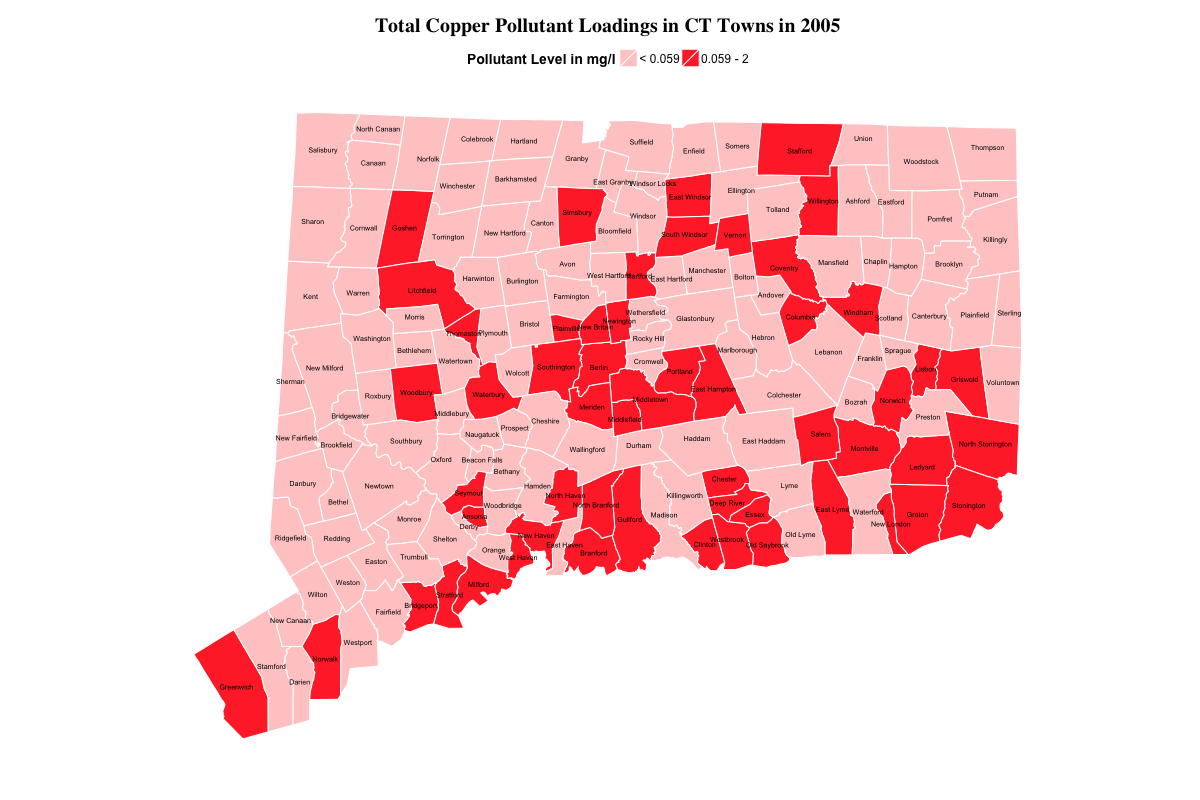 Total Copper Pollutant Loadings in CT Towns in 2005
Pollutant Level in mg/l < 0.059 0.059 - 2
North Canaan
Colebrook
Hartland
Suffield
Union
Salisbury
Canaan
Norfolk
Granby
Enfield
Somers
Stafford
Woodstock
Thompson
Winchester
Barkhamsted
East Granby
Windsor Locks
East Windsor
Ellington
Willington
Ashford
Eastford
Putnam
Sharon
Cornwall
Goshen
Torrington
New Hartford
Canton
Simsbury
Bloomfield
Windsor
South Windsor
Vernon
Tolland
Pomfret
Killingly
Kent
Warren
Litchfield
Harwinton
Burlington
Avon
West Hartford
Hartford
East Hartford
Manchester
Bolton
Coventry
Mansfield
Chaplin
Hampton
Brooklyn
Farmington
Andover
Morris
Washington
Bethlehem
Thomaston
Plymouth
Bristol
Plainville
New Britain
Newington
Wethersfield
Rocky Hill
Glastonbury
Columbia
Windham
Scotland
Canterbury
Plainfield
Sterling
Hebron
Marlborough
Lebanon
Franklin
Sprague
New Milford
Sherman
Watertown
Wolcott
Southington
Berlin
Cromwell
Portland
East Hampton
Lisbon
Griswold
Voluntown
Roxbury
Woodbury
Waterbury
Middlebury
Bridgewater
Meriden
Middletown
Middlefield
Colchester
Bozrah
Norwich
Preston
New Fairfield
Brookfield
Southbury
Naugatuck
Prospect
Cheshire
Wallingford
Durham
Haddam
East Haddam
Salem
Montville
Ledyard
North Stonington
Oxford
Beacon Falls
Bethany
Danbury
Bethel
Newtown
Seymour
Woodbridge
Hamden
North Haven
North Branford
Guilford
Madison
Killingworth
Chester
Deep River
Essex
Lyme
East Lyme
Waterford
New London
Groton
Stonington
Ansonia
Derby
Monroe
Shelton
Ridgefield
Redding
Orange
New Haven
West Haven
East Haven
Branford
Clinton
Westbrook
Old Saybrook
Old Lyme
Easton
Trumbull
Weston
Wilton
Milford
Stratford
Bridgeport
Fairfield
New Canaan
Westport
Norwalk
Stamford
Darien
Greenwich